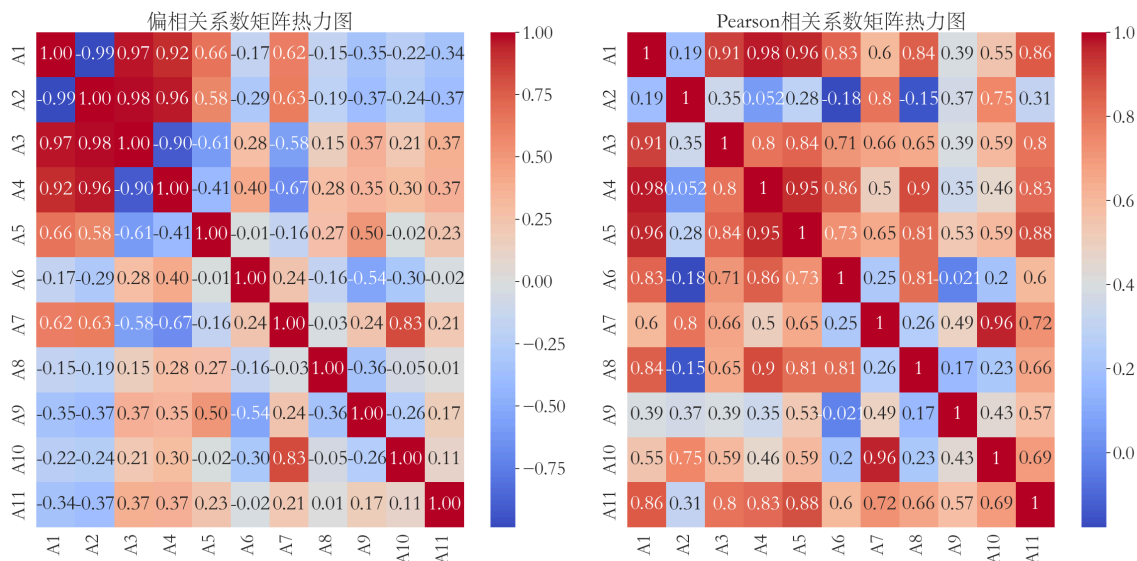 偏相关系数矩阵热力图
A1 1.00 -0.99 0.97 0.92 0.66 -0.17 0.62 -0.15 -0.35 -0.22 -0.34
A2 -0.99 1.00 0.98 0.96 0.58 -0.29 0.63 -0.19 -0.37 -0.24 -0.37
A3 0.97 0.98 1.00 -0.90 -0.61 0.28 -0.58 0.15 0.37 0.21 0.37
A4 0.92 0.96 -0.90 1.00 -0.41 0.40 -0.67 0.28 0.35 0.30 0.37
A5 0.66 0.58 -0.61 -0.41 1.00 -0.01 -0.16 0.27 0.50 -0.02 0.23
A6 -0.17 -0.29 0.28 0.40 -0.01 1.00 0.24 -0.16 -0.54 -0.30 -0.02
A7 0.62 0.63 -0.58 -0.67 -0.16 0.24 1.00 -0.03 0.24 0.83 0.21
A8 -0.15 -0.19 0.15 0.28 0.27 -0.16 -0.03 1.00 -0.36 -0.05 0.01
A9 -0.35 -0.37 0.37 0.35 0.50 -0.54 0.24 -0.36 1.00 -0.26 0.17
A10 -0.22 -0.24 0.21 0.30 -0.02 -0.30 0.83 -0.05 -0.26 1.00 0.11
A11 -0.34 -0.37 0.37 0.37 0.23 -0.02 0.21 0.01 0.17 0.11 1.00
A1 A2 A3 A4 A5 A6 A7 A8 A9 A10 A11
1.00
0.75
0.50
0.25
0.00
−0.25
−0.50
−0.75
Pearson相关系数矩阵热力图
A1 1 0.19 0.91 0.98 0.96 0.83 0.6 0.84 0.39 0.55 0.86
A2 0.19 1 0.35 0.052 0.28 -0.18 0.8 -0.15 0.37 0.75 0.31
A3 0.91 0.35 1 0.8 0.84 0.71 0.66 0.65 0.39 0.59 0.8
A4 0.98 0.052 0.8 1 0.95 0.86 0.5 0.9 0.35 0.46 0.83
A5 0.96 0.28 0.84 0.95 1 0.73 0.65 0.81 0.53 0.59 0.88
A6 0.83 -0.18 0.71 0.86 0.73 1 0.25 0.81 -0.021 0.2 0.6
A7 0.6 0.8 0.66 0.5 0.65 0.25 1 0.26 0.49 0.96 0.72
A8 0.84 -0.15 0.65 0.9 0.81 0.81 0.26 1 0.17 0.23 0.66
A9 0.39 0.37 0.39 0.35 0.53 -0.021 0.49 0.17 1 0.43 0.57
A10 0.55 0.75 0.59 0.46 0.59 0.2 0.96 0.23 0.43 1 0.69
A11 0.86 0.31 0.8 0.83 0.88 0.6 0.72 0.66 0.57 0.69 1
A1 A2 A3 A4 A5 A6 A7 A8 A9 A10 A11
1.0
0.8
0.6
0.4
0.2
0.0